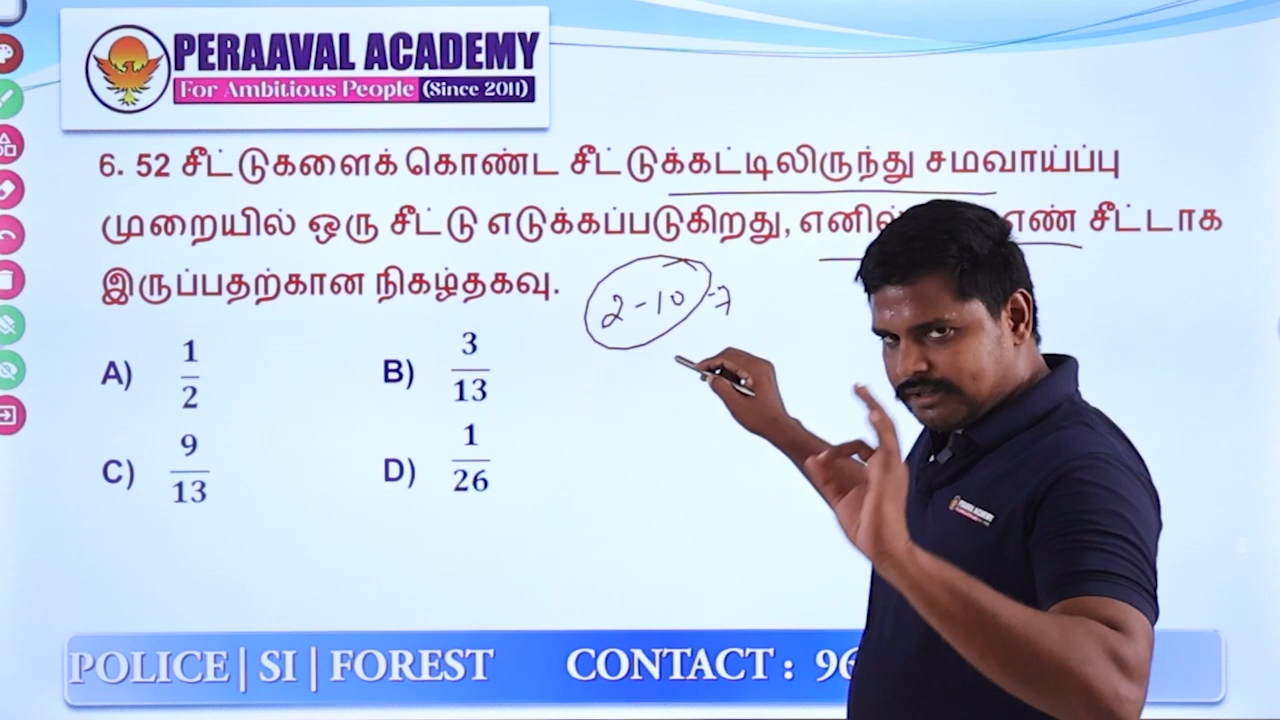 PERAAVAL ACADEMY
For Ambitious People (Since 2011)
6. 52 சீட்டுகளைக் கொண்ட சீட்டுக்கட்டிலிருந்து சமவாய்ப்பு
முறையில் ஒரு சீட்டு எடுக்கப்படுகிறது, எனில் எண் சீட்டாக
இருப்பதற்கான நிகழ்தகவு.
2-10
A) 1/2 B) 3/13
C) 9/13 D) 1/26
PERAAVAL ACADEMY
POLICE | SI | FOREST CONTACT : 96